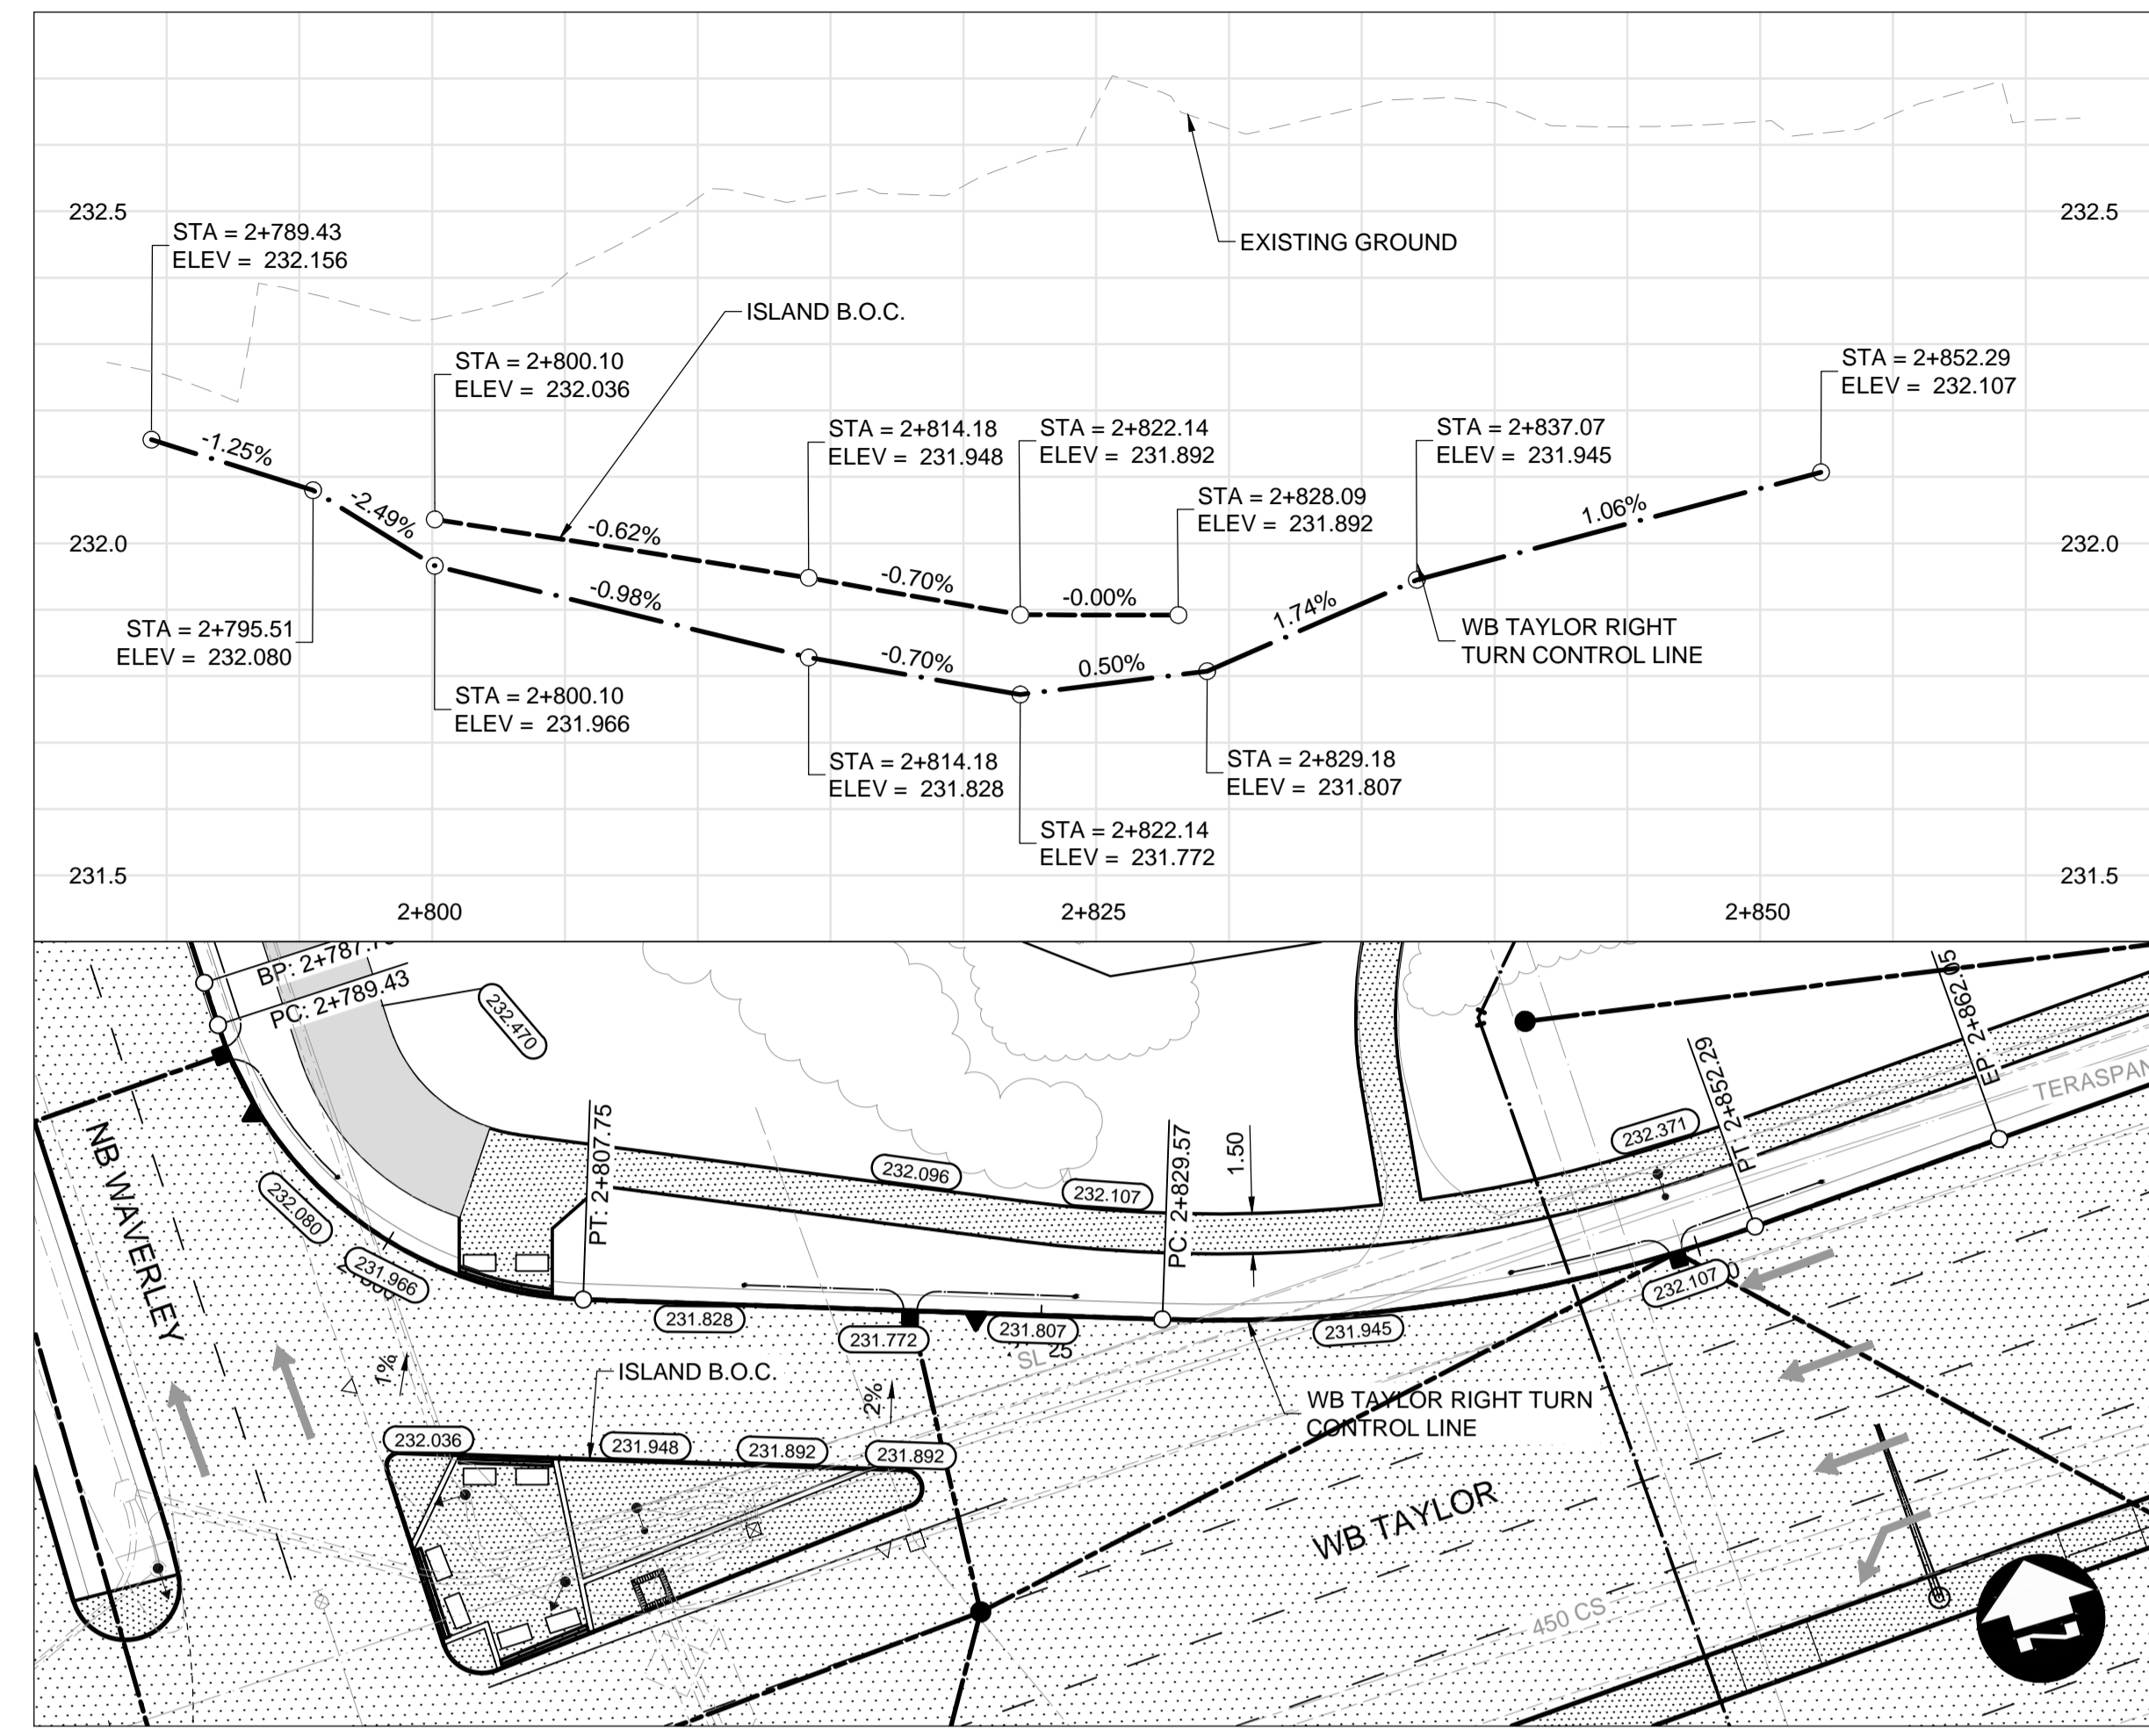 232.5
232.5
STA = 2+789.43
ELEV = 232.156
EXISTING GROUND
ISLAND B.O.C.
STA = 2+800.10
ELEV = 232.036
STA = 2+852.29
ELEV = 232.107
STA = 2+814.18
ELEV = 231.948
STA = 2+822.14
ELEV = 231.892
STA = 2+837.07
ELEV = 231.945
-1.25%
-2.49%
STA = 2+828.09
ELEV = 231.892
1.06%
232.0
-0.62%
232.0
-0.98%
-0.70%
-0.00%
1.74%
STA = 2+795.51
ELEV = 232.080
WB TAYLOR RIGHT
TURN CONTROL LINE
-0.70%
0.50%
STA = 2+800.10
ELEV = 231.966
STA = 2+814.18
ELEV = 231.828
STA = 2+829.18
ELEV = 231.807
STA = 2+822.14
ELEV = 231.772
231.5
231.5
2+800
2+825
2+850
BP: 2+787.
PC: 2+789.43
232.470
EP: 2+862.05
TERASPAN
PT: 2+852.29
232.371
NB WAVERLEY
PT: 2+807.75
232.096
232.107
PC: 2+829.57
1.50
232.080
231.966
232.107
231.828
231.772
231.807
231.945
SL
25
ISLAND B.O.C.
1%
2%
WB TAYLOR RIGHT TURN
CONTROL LINE
232.036
231.948
231.892
231.892
WB TAYLOR
450 CS
N